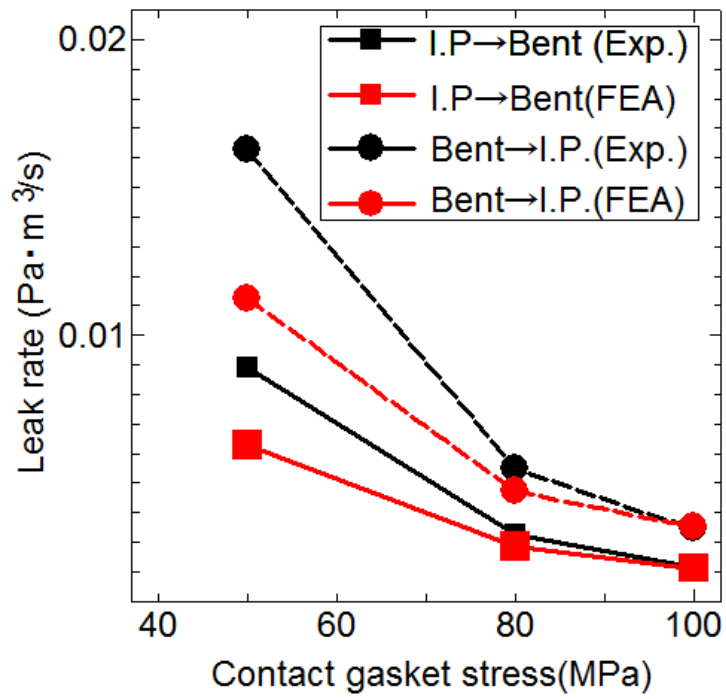 0.02
I.P→Bent (Exp.)
I.P→Bent(FEA)
Bent→I.P.(Exp.)
Bent→I.P.(FEA)
Leak rate (Pa・m³/s)
0.01
40 60 80 100
Contact gasket stress(MPa)